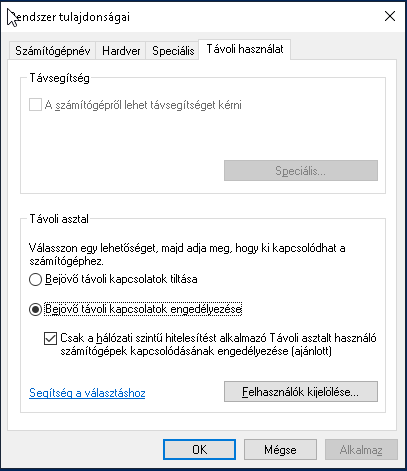 Rendszer tulajdonságai
Számítógépnév Hardver Speciális Távoli használat
Távsegítség
A számítógépről lehet távsegítséget kérni
Speciális...
Távoli asztal
Válasszon egy lehetőséget, majd adja meg, hogy ki kapcsolódhat a
számítógéphez.
Bejövő távoli kapcsolatok tiltása
Bejövő távoli kapcsolatok engedélyezése
Csak a hálózati szintű hitelesítést alkalmazó Távoli asztalt használó
számítógépek kapcsolódásának engedélyezése (ajánlott)
Segítség a választáshoz
Felhasználók kijelölése...
OK Mégse Alkalmaz